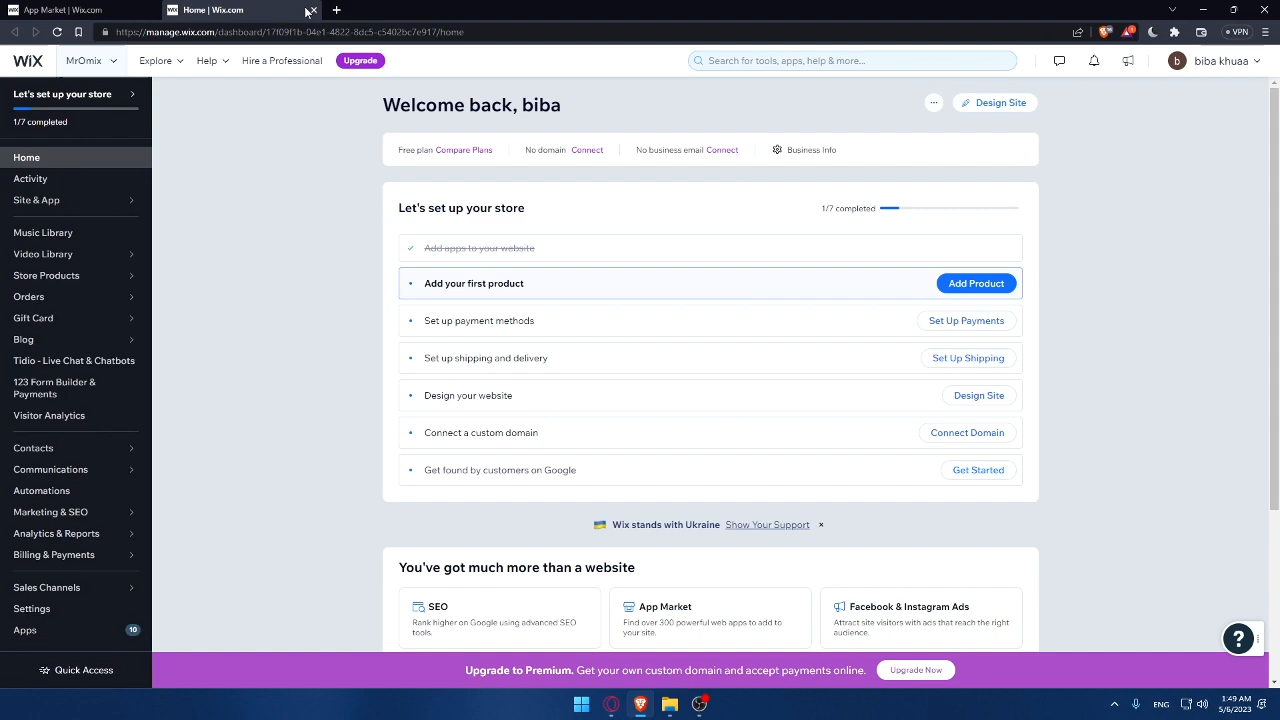 WIX App Market | Wix.com
WIX Home | Wix.com
https://manage.wix.com/dashboard/17f09f1b-04e1-4822-8dc5-c5402bc7e917/home
VPN
WiX MrOmix Explore Help Hire a Professional Upgrade
Search for tools, apps, help & more...
b biba khuaa
Let's set up your store
1/7 completed
Home
Activity
Site & App
Music Library
Video Library
Store Products
Orders
Gift Card
Blog
Tidio - Live Chat & Chatbots
123 Form Builder &
Payments
Visitor Analytics
Contacts
Communications
Automations
Marketing & SEO
Analytics & Reports
Billing & Payments
Sales Channels
Settings
Apps 10
Quick Access
Welcome back, biba
... Design Site
Free plan Compare Plans No domain Connect No business email Connect Business Info
Let's set up your store 1/7 completed
Add apps to your website
Add your first product Add Product
Set up payment methods Set Up Payments
Set up shipping and delivery Set Up Shipping
Design your website Design Site
Connect a custom domain Connect Domain
Get found by customers on Google Get Started
Wix stands with Ukraine Show Your Support ×
You've got much more than a website
SEO
Rank higher on Google using advanced SEO
tools.
App Market
Find over 300 powerful web apps to add to
your site.
Facebook & Instagram Ads
Attract site visitors with ads that reach the right
audience.
?
Upgrade to Premium. Get your own custom domain and accept payments online. Upgrade Now
ENG
1:49 AM
5/6/2023